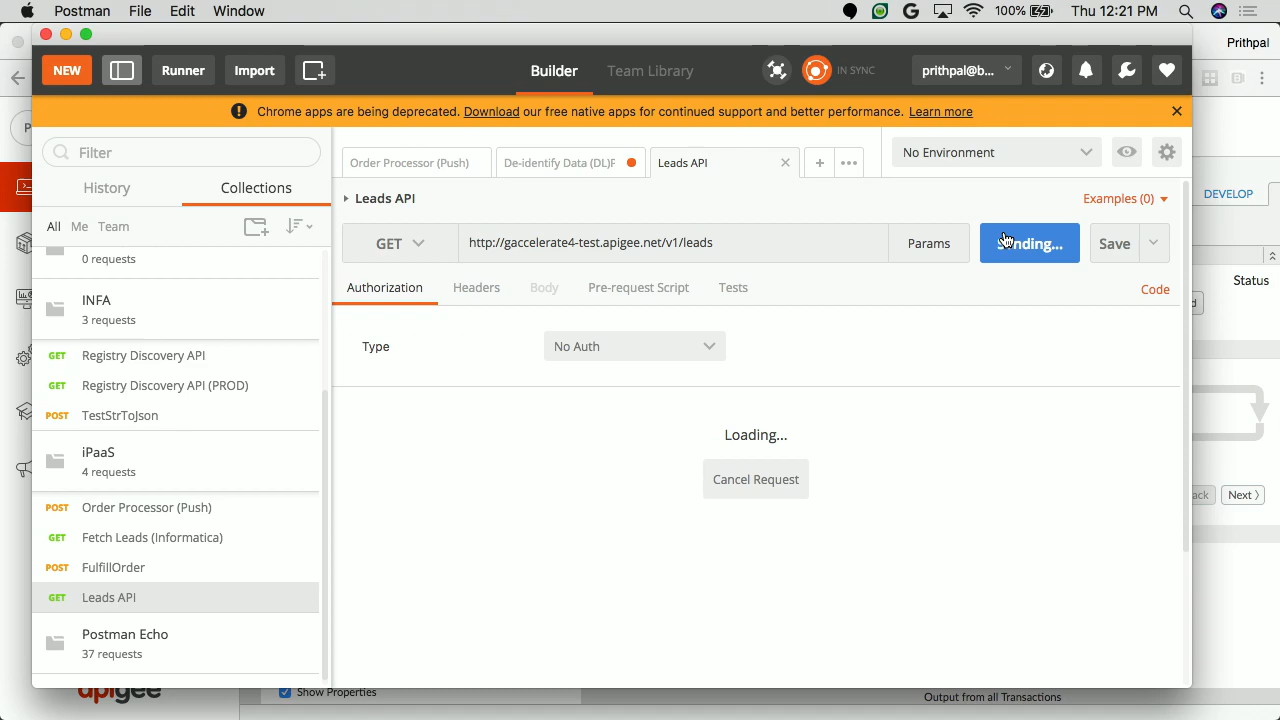 Postman File Edit Window 100% Thu 12:21 PM
Prithpal
NEW Runner Import Builder Team Library IN SYNC prithpal@b...
Chrome apps are being deprecated. Download our free native apps for continued support and better performance. Learn more
Filter
History Collections
All Me Team
0 requests
INFA
3 requests
GET Registry Discovery API
GET Registry Discovery API (PROD)
POST TestStrToJson
iPaaS
4 requests
POST Order Processor (Push)
GET Fetch Leads (Informatica)
POST FulfillOrder
GET Leads API
Postman Echo
37 requests
Order Processor (Push) De-identify Data (DLP Leads API
No Environment
Leads API Examples (0)
GET http://gaccelerate4-test.apigee.net/v1/leads Params Sending... Save
Authorization Headers Body Pre-request Script Tests Code
Type No Auth
Loading...
Cancel Request
DEVELOP
Status
Next
apigee
Show Properties
Output from all Transactions